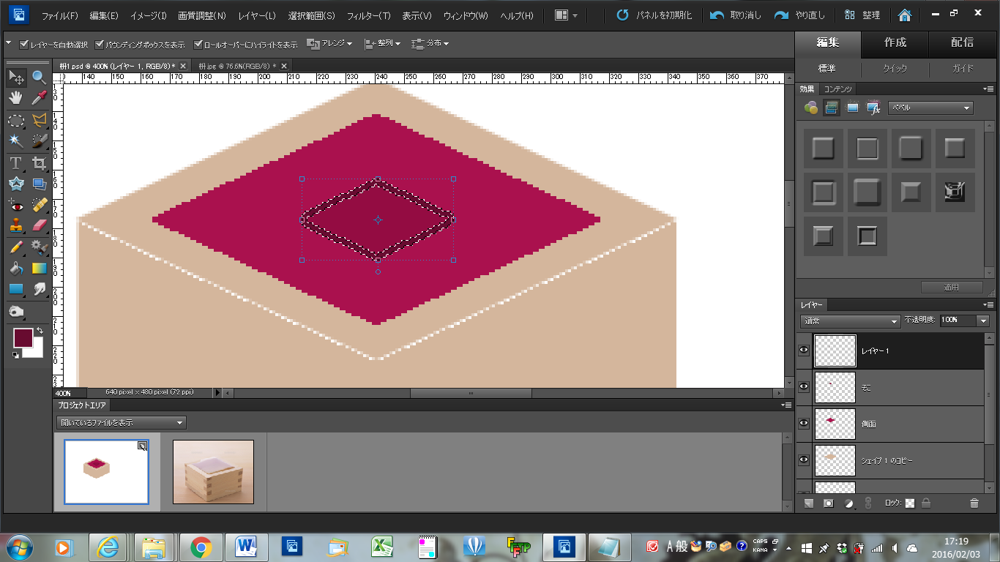 ファイル(F) 編集(E) イメージ(I) 画質調整(N) レイヤー(L) 選択範囲(S) フィルター(T) 表示(V) ウィンドウ(W) ヘルプ(H) パネルを初期化 取り消し やり直し 整理
レイヤーを自動選択 バウンディングボックスを表示 ロールオーバーにハイライトを表示 アレンジ 整列 分布
編集 作成 配信
標準 クイック ガイド
枡1.psd @ 400% (レイヤー 1, RGB/8) * 枡.jpg @ 76.6%(RGB/8) *
140 150 160 170 180 190 200 210 220 230 240 250 260 270 280 290 300 310 320 330 340 350 360 370
効果 コンテンツ
ベベル
適用
レイヤー
通常 不透明度: 100%
レイヤー 1
そこ
側面
シェイプ 1 のコピー
ロック:
400% 640 pixel x 480 pixel (72 ppi)
プロジェクトエリア
開いているファイルを表示
A 般 CAPS
KANA
17:19
2016/02/03